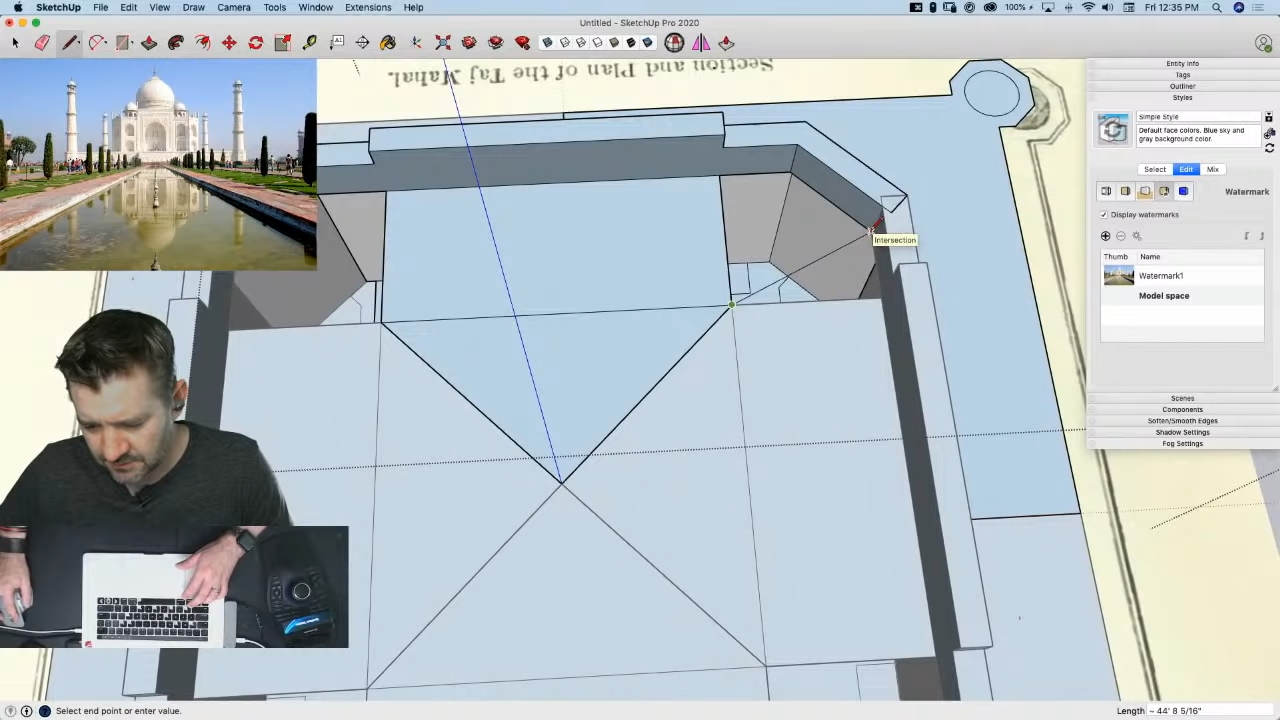 SketchUp File Edit View Draw Camera Tools Window Extensions Help
100% Fri 12:35 PM
Untitled - SketchUp Pro 2020
Section and Plan of the Taj Mahal.
Entity Info
Tags
Outliner
Styles
Simple Style
Default face colors. Blue sky and
gray background color.
Select Edit Mix
Watermark
Display watermarks
Thumb Name
Watermark1
Model space
Scenes
Components
Soften/Smooth Edges
Shadow Settings
Fog Settings
Intersection
Select end point or enter value.
Length ~ 44' 8 5/16"